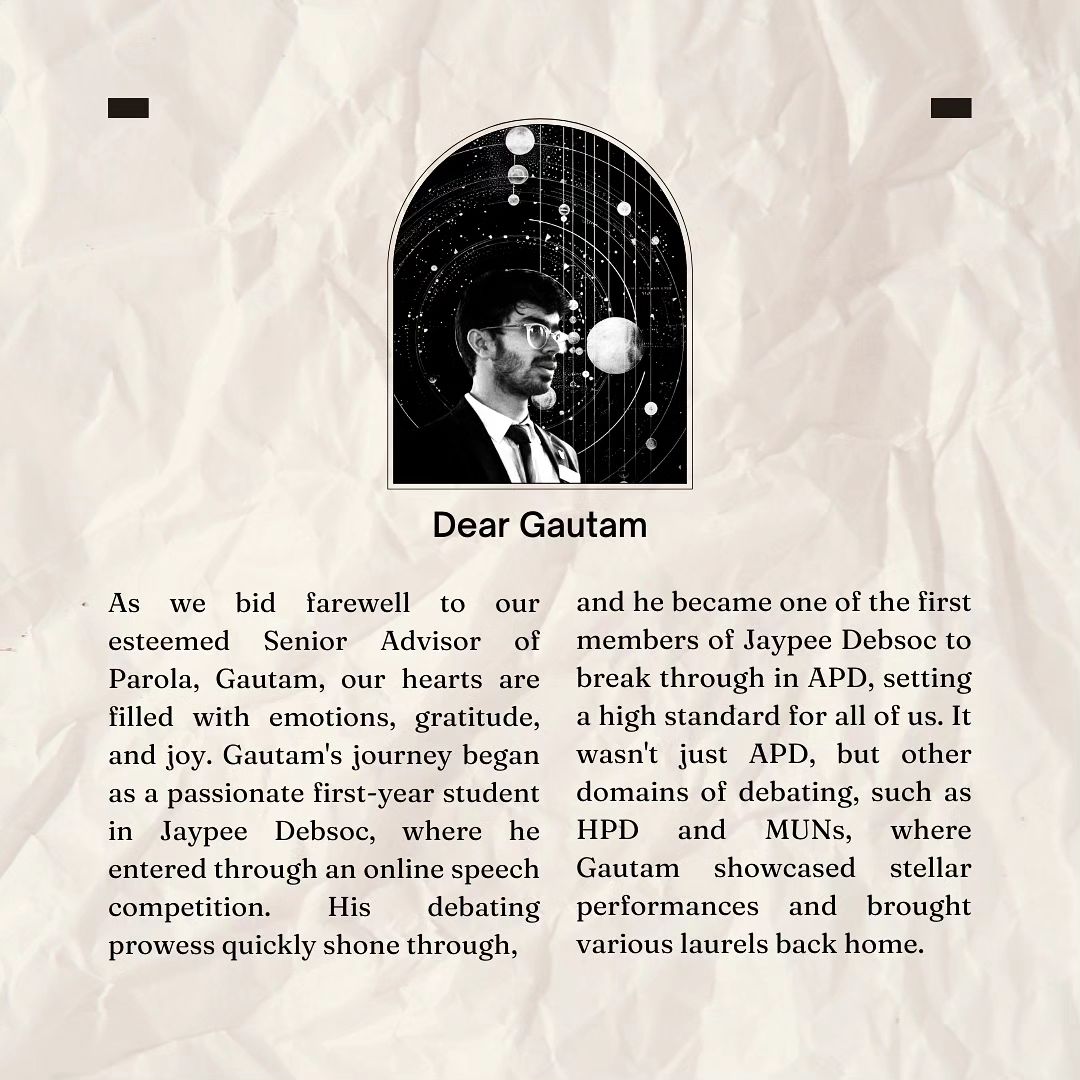 Dear Gautam
As we bid farewell to our
esteemed Senior Advisor of
Parola, Gautam, our hearts are
filled with emotions, gratitude,
and joy. Gautam's journey began
as a passionate first-year student
in Jaypee Debsoc, where he
entered through an online speech
competition. His debating
prowess quickly shone through,
and he became one of the first
members of Jaypee Debsoc to
break through in APD, setting
a high standard for all of us. It
wasn't just APD, but other
domains of debating, such as
HPD and MUNs, where
Gautam showcased stellar
performances and brought
various laurels back home.